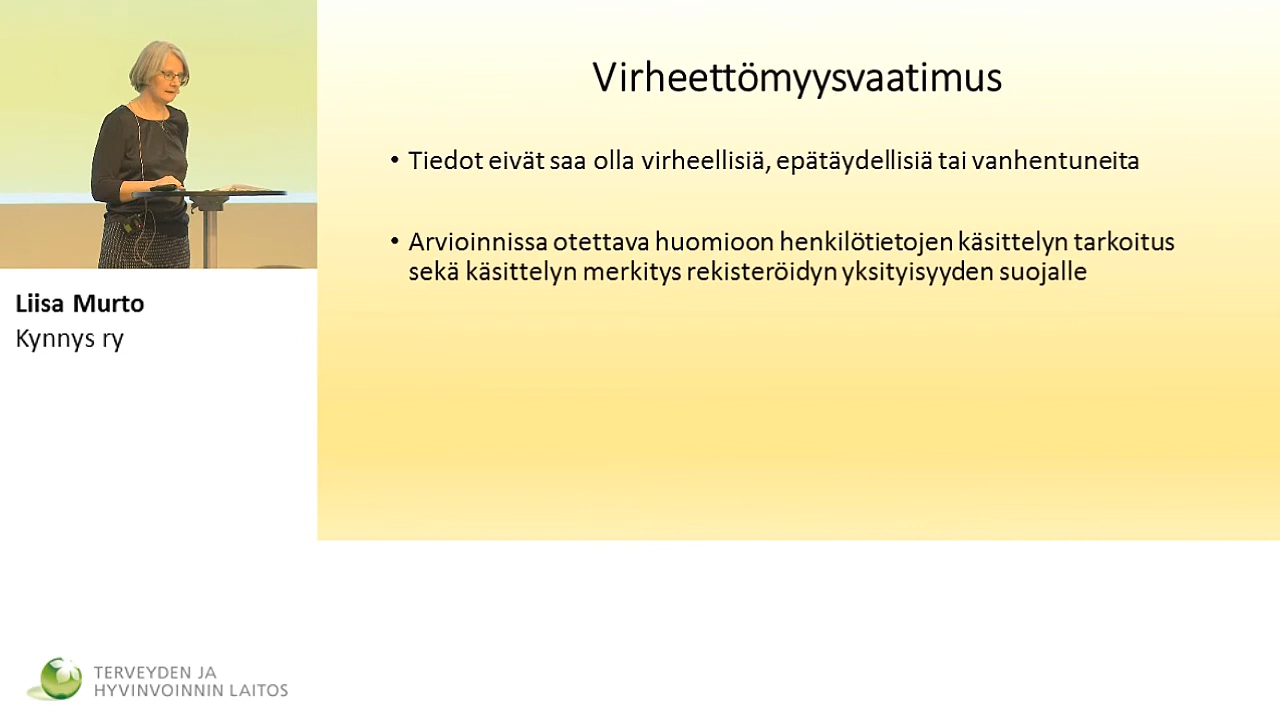 Virheettömyysvaatimus
• Tiedot eivät saa olla virheellisiä, epätäydellisiä tai vanhentuneita
• Arvioinnissa otettava huomioon henkilötietojen käsittelyn tarkoitus
sekä käsittelyn merkitys rekisteröidyn yksityisyyden suojalle
Liisa Murto
Kynnys ry
TERVEYDEN JA
HYVINVOINNIN LAITOS